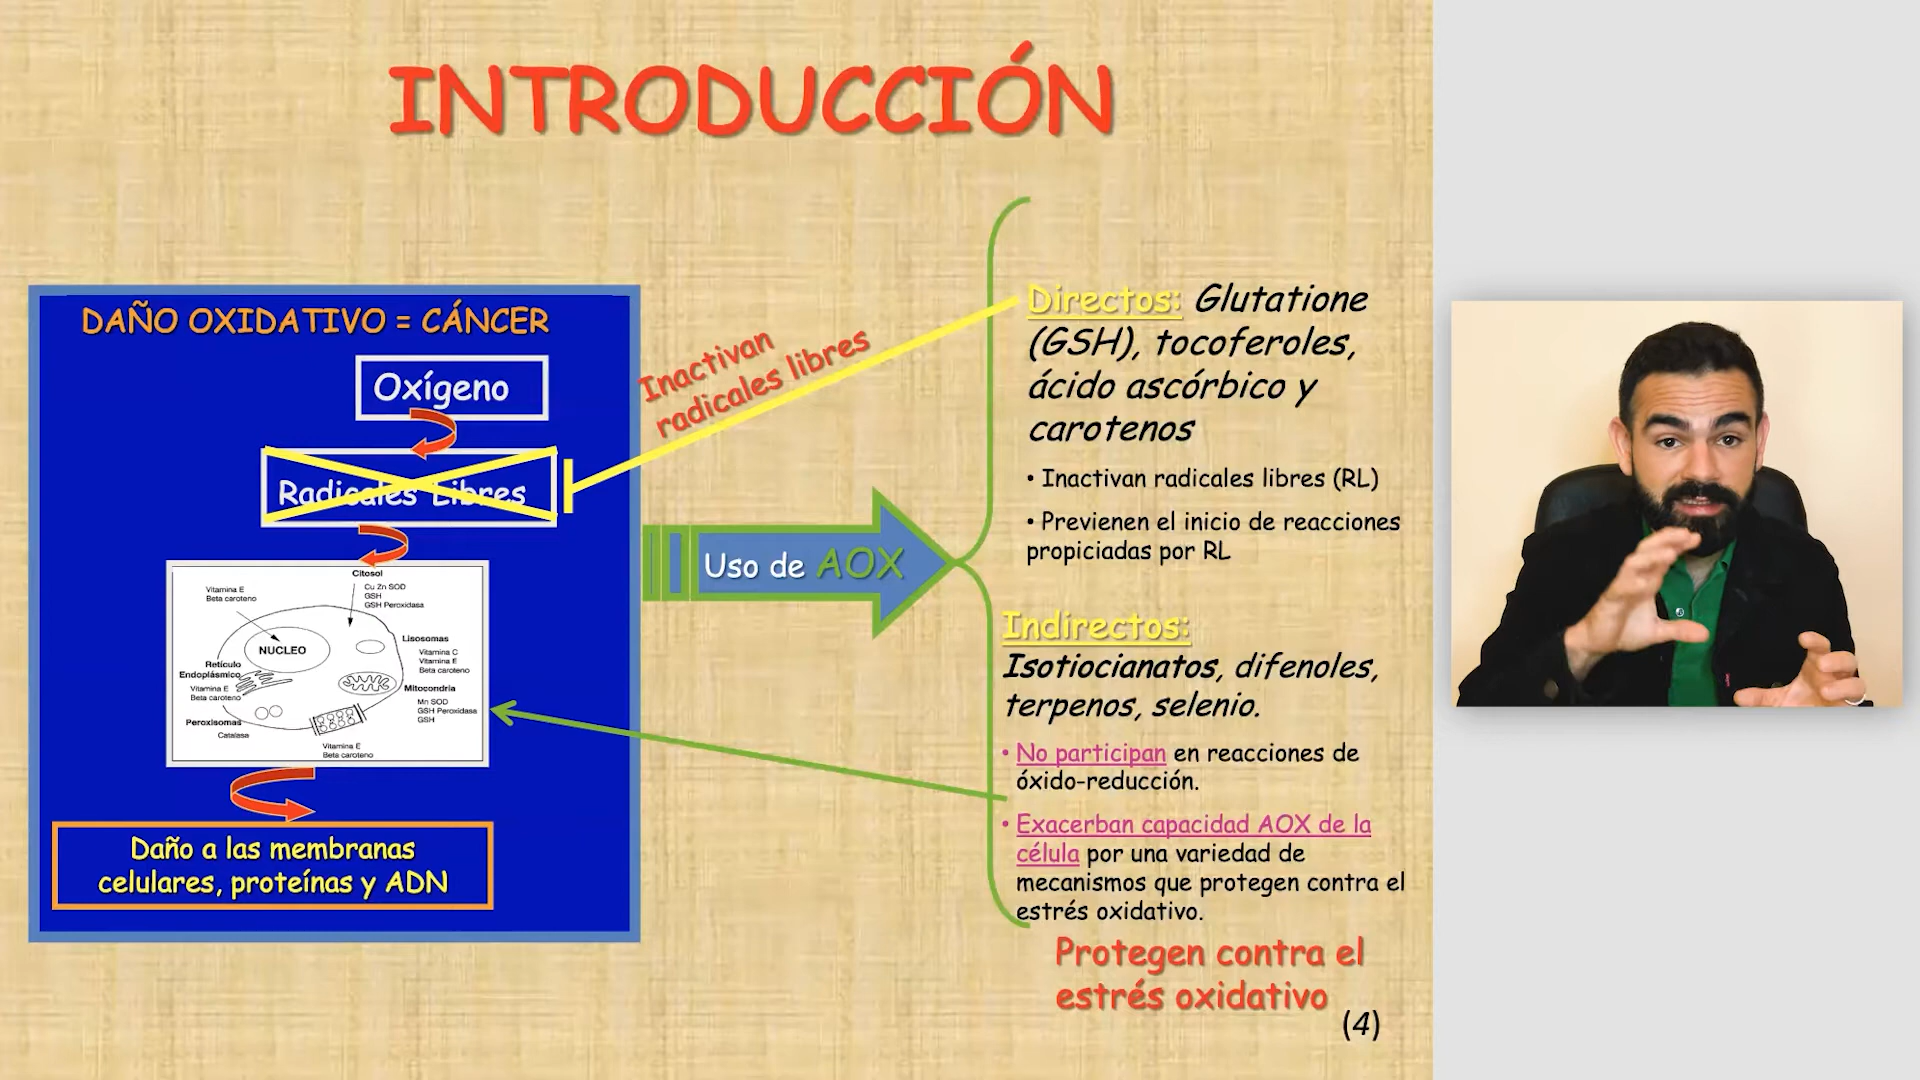 INTRODUCCIÓN
DAÑO OXIDATIVO = CÁNCER
Oxígeno
Radicales Libres
Citosol
Cu Zn SOD
GSH
GSH Peroxidasa
Vitamina E
Beta caroteno
NUCLEO
Lisosomas
Vitamina C
Vitamina E
Beta caroteno
Retículo
Endoplásmico
Vitamina E
Beta caroteno
Mitocondria
Mn SOD
GSH Peroxidasa
GSH
Peroxisomas
Catalasa
Vitamina E
Beta caroteno
Daño a las membranas
celulares, proteínas y ADN
Inactivan
radicales libres
Uso de AOX
Directos: Glutatione
(GSH), tocoferoles,
ácido ascórbico y
carotenos
• Inactivan radicales libres (RL)
• Previenen el inicio de reacciones
propiciadas por RL
Indirectos:
Isotiocianatos, difenoles,
terpenos, selenio.
• No participan en reacciones de
óxido-reducción.
• Exacerban capacidad AOX de la
célula por una variedad de
mecanismos que protegen contra el
estrés oxidativo.
Protegen contra el
estrés oxidativo
(4)